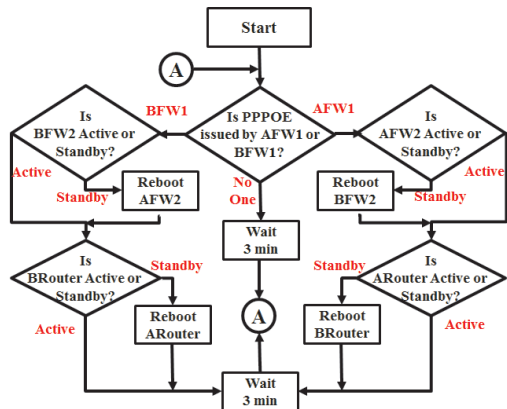 Start
A
Is PPPOE
issued by AFW1 or
BFW1?
BFW1
AFW1
No
One
Is
BFW2 Active or
Standby?
Active
Standby
Reboot
AFW2
Is
AFW2 Active or
Standby?
Active
Standby
Reboot
BFW2
Wait
3 min
Is
BRouter Active or
Standby?
Standby
Active
Reboot
ARouter
A
Is
ARouter Active or
Standby?
Standby
Active
Reboot
BRouter
Wait
3 min